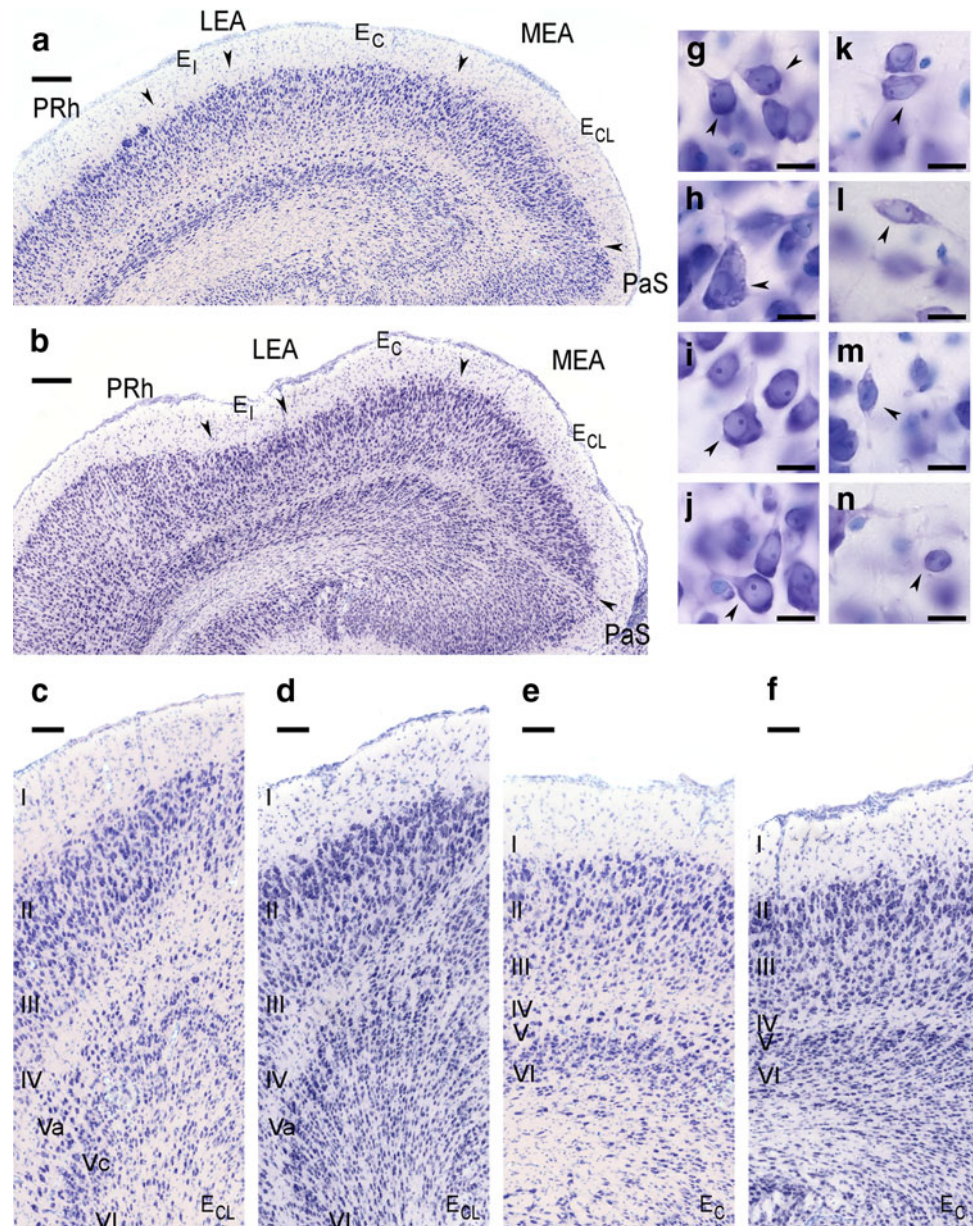 a
LEA
E_C
MEA
E_I
PRh
E_CL
PaS
b
LEA
E_C
MEA
PRh
E_I
E_CL
PaS
g
k
h
l
i
m
j
n
c
d
e
f
I
I
I
I
II
II
II
II
III
III
III
III
IV
IV
IV
IV
V
V
Va
Va
VI
VI
Vc
VI
VI
E_CL
E_CL
E_C
E_C